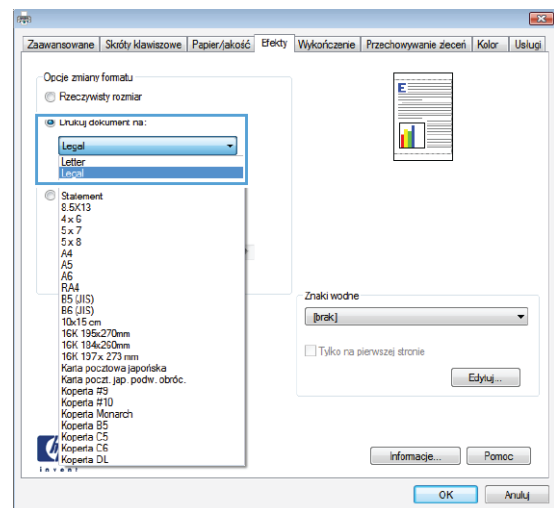 Zaawansowane Skróty klawiszowe Papier/jakość Efekty Wykończenie Przechowywanie zleceń Kolor Usługi
Opcje zmiany formatu
Rzeczywisty rozmiar
Drukuj dokument na:
Legal
Letter
Legal
Statement
8.5X13
4 x 6
5 x 7
5 x 8
A4
A5
A6
RA4
B5 (JIS)
B6 (JIS)
10x15 cm
16K 195x270mm
16K 184x260mm
16K 197 x 273 mm
Karta pocztowa japońska
Karta poczt. jap. podw. obróc.
Koperta #9
Koperta #10
Koperta Monarch
Koperta B5
Koperta C5
Koperta C6
Koperta DL
E
Znaki wodne
[brak]
Tylko na pierwszej stronie
Edytuj...
invent
Informacje... Pomoc
OK Anuluj